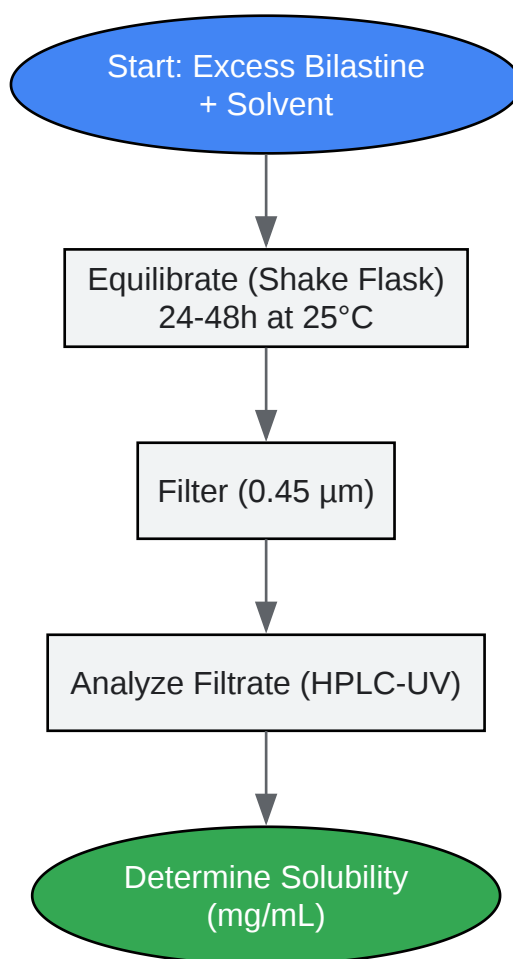 Start: Excess Bilastine
+ Solvent
Equilibrate (Shake Flask)
24-48h at 25°C
Filter (0.45 µm)
Analyze Filtrate (HPLC-UV)
Determine Solubility
(mg/mL)